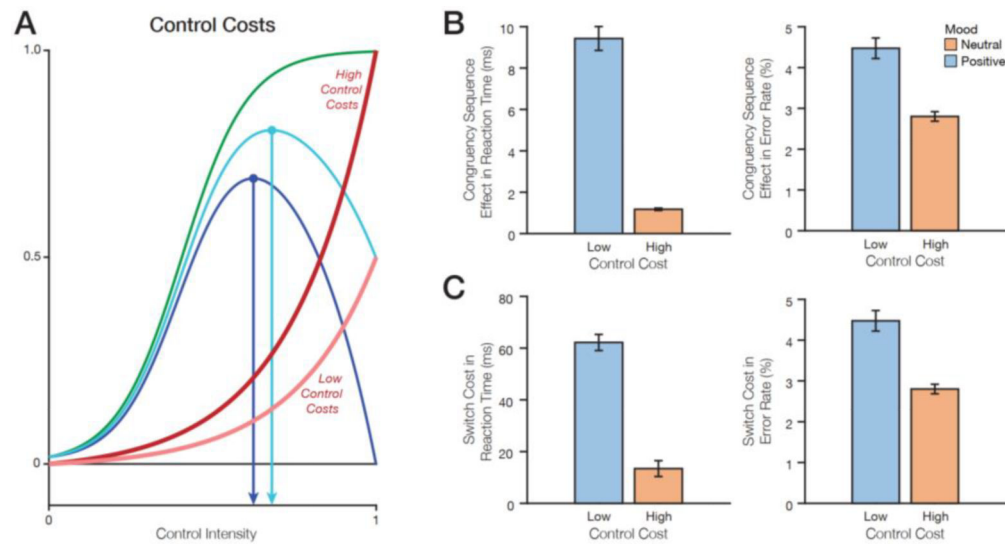 A
Control Costs
1.0
High
Control
Costs
0.5
Low
Control
Costs
0
0
1
Control Intensity
B
Congruency Sequence
Effect in Reaction Time (ms)
10
8
6
4
2
0
Low
High
Control Cost
Congruency Sequence
Effect in Error Rate (%)
5
4
3
2
1
0
Low
High
Control Cost
Mood
Neutral
Positive
C
Switch Cost in
Reaction Time (ms)
80
60
40
20
0
Low
High
Control Cost
Switch Cost in
Error Rate (%)
5
4
3
2
1
0
Low
High
Control Cost